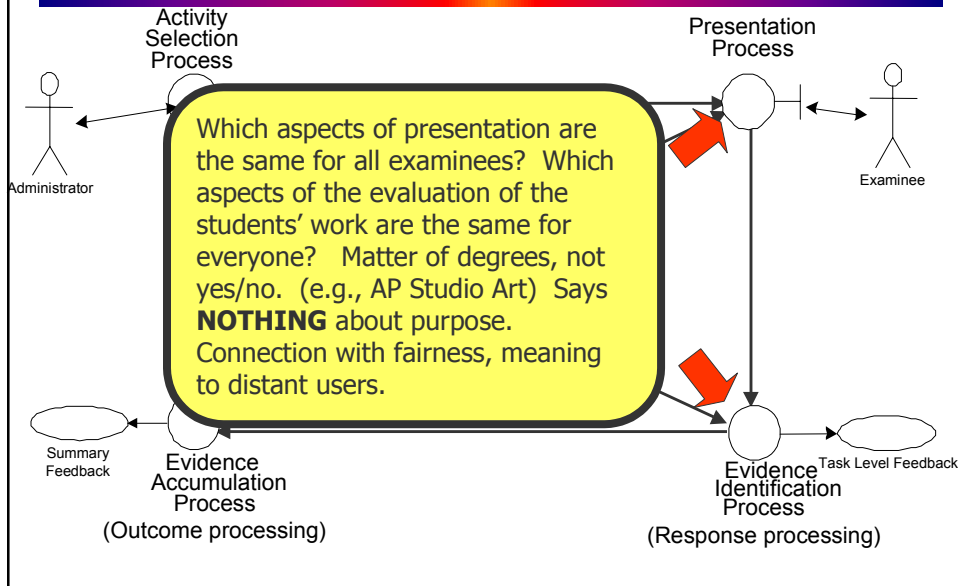 Activity
Selection
Process
Presentation
Process
Administrator
Examinee
Which aspects of presentation are
the same for all examinees? Which
aspects of the evaluation of the
students’ work are the same for
everyone? Matter of degrees, not
yes/no. (e.g., AP Studio Art) Says
NOTHING about purpose.
Connection with fairness, meaning
to distant users.
Summary
Feedback
Evidence
Accumulation
Process
(Outcome processing)
Evidence
Identification
Process
(Response processing)
Task Level Feedback